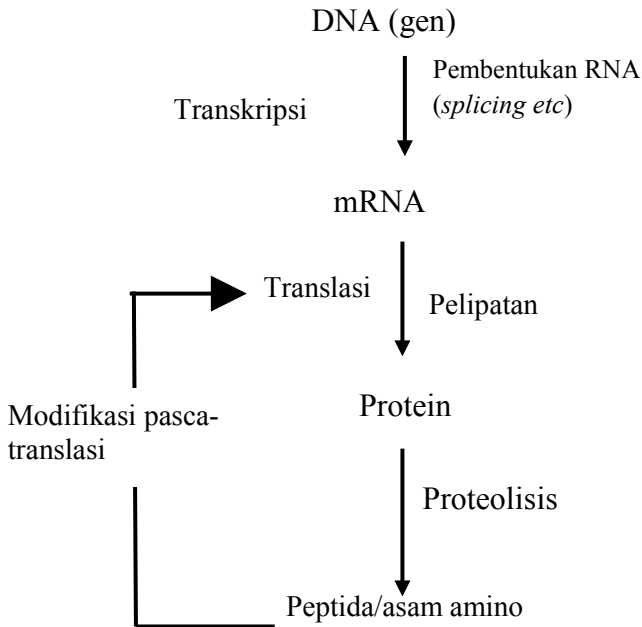 DNA (gen)
Pembentukan RNA
(splicing etc)
Transkripsi
mRNA
Translasi
Pelipatan
Modifikasi pasca-
translasi
Protein
Proteolisis
Peptida/asam amino